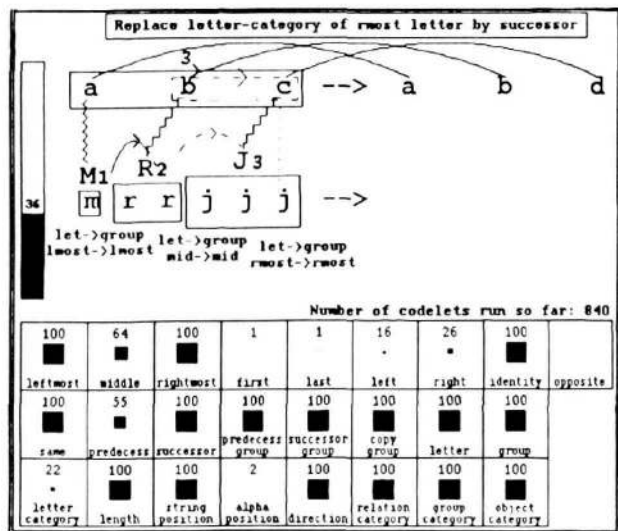 Replace letter-category of rmost letter by successor
3
a b c --> a b d
M1 R2 J3
36 m r r j j j -->
let->group let->group let->group
lmost->lmost mid->mid rmost->rmost
Number of codelets run so far: 840
100 64 100 1 1 16 26 100
leftmost middle rightmost first last left right identity opposite
100 55 100 100 100 100 100 100
same predecess successor predecess group successor group copy group letter group
22 100 100 2 100 100 100 100
letter category length string position alpha position direction relation category group category object category